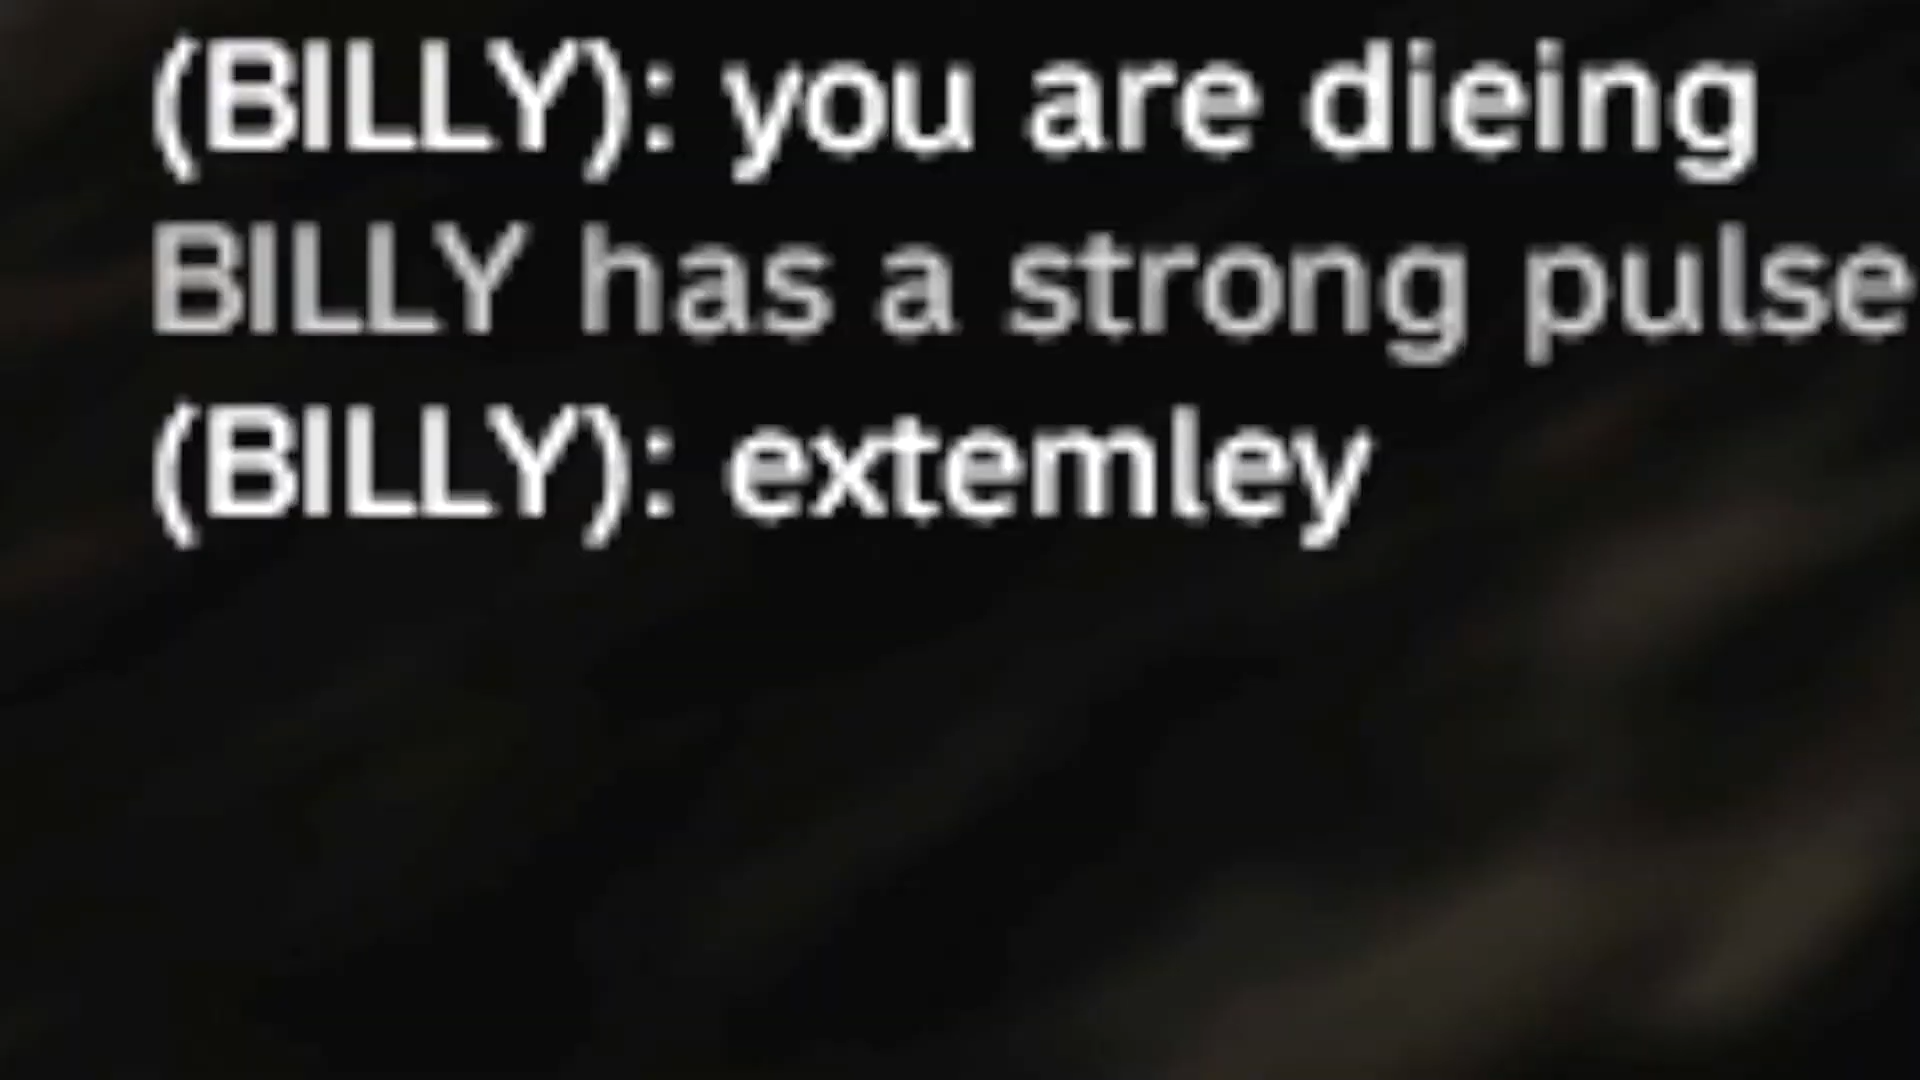 (BILLY): you are dieing
BILLY has a strong pulse
(BILLY): extemley